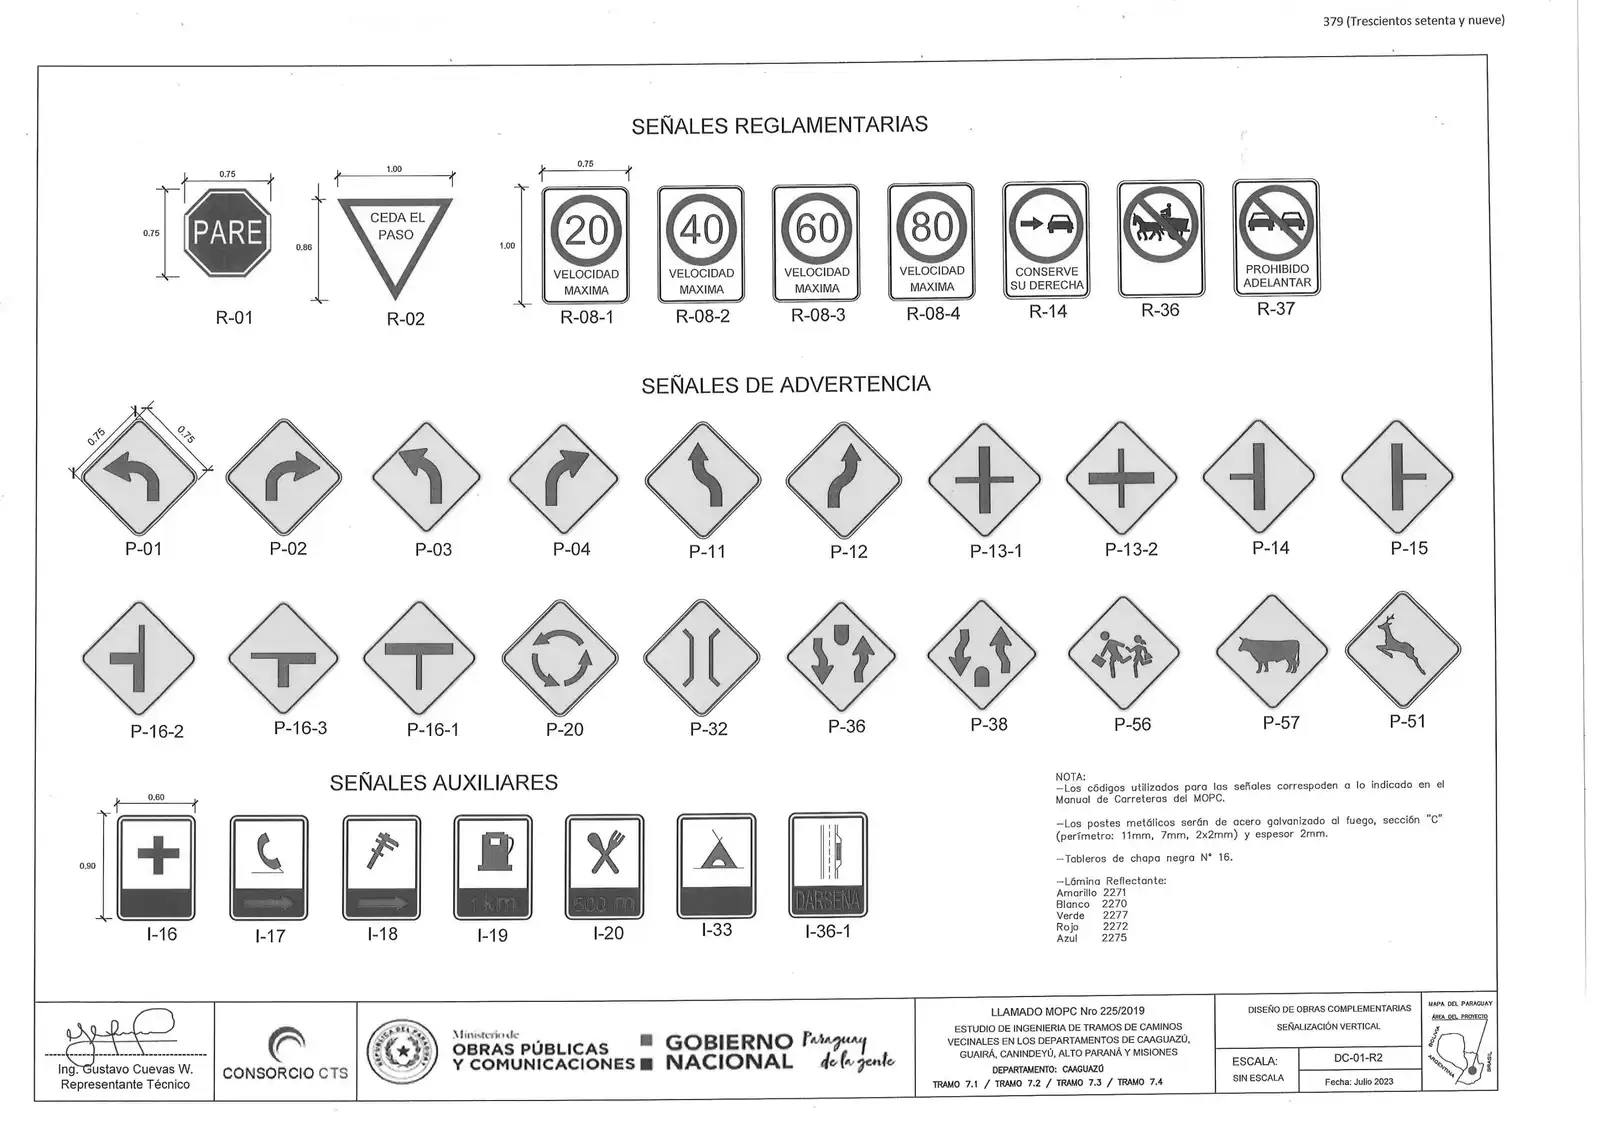 379 (Trescientos setenta y nueve)
SEÑALES REGLAMENTARIAS
0.75
0.75
PARE
R-01
1.00
0.86
CEDA EL
PASO
R-02
0.75
1.00
20
VELOCIDAD
MAXIMA
R-08-1
40
VELOCIDAD
MAXIMA
R-08-2
60
VELOCIDAD
MAXIMA
R-08-3
80
VELOCIDAD
MAXIMA
R-08-4
CONSERVE
SU DERECHA
R-14
R-36
PROHIBIDO
ADELANTAR
R-37
SEÑALES DE ADVERTENCIA
0.75
0.75
P-01
P-02
P-03
P-04
P-11
P-12
P-13-1
P-13-2
P-14
P-15
P-16-2
P-16-3
P-16-1
P-20
P-32
P-36
P-38
P-56
P-57
P-51
SEÑALES AUXILIARES
0.60
0,90
I-16
I-17
I-18
1 km
I-19
500 m
I-20
I-33
DARSENA
I-36-1
NOTA:
-Los códigos utilizados para las señales correspoden a lo indicado en el
Manual de Carreteras del MOPC.
-Los postes metálicos serán de acero galvanizado al fuego, sección "C"
(perímetro: 11mm, 7mm, 2x2mm) y espesor 2mm.
-Tableros de chapa negra N° 16.
-Lámina Reflectante:
Amarillo 2271
Blanco 2270
Verde 2277
Rojo 2272
Azul 2275
Ing. Gustavo Cuevas W.
Representante Técnico
CONSORCIO CTS
Ministerio de
OBRAS PÚBLICAS
Y COMUNICACIONES
GOBIERNO
NACIONAL
Paraguay
de la gente
LLAMADO MOPC Nro 225/2019
ESTUDIO DE INGENIERIA DE TRAMOS DE CAMINOS
VECINALES EN LOS DEPARTAMENTOS DE CAAGUAZÚ,
GUAIRÁ, CANINDEYÚ, ALTO PARANÁ Y MISIONES
DEPARTAMENTO: CAAGUAZÚ
TRAMO 7.1 / TRAMO 7.2 / TRAMO 7.3 / TRAMO 7.4
DISEÑO DE OBRAS COMPLEMENTARIAS
SEÑALIZACIÓN VERTICAL
ESCALA:
SIN ESCALA
DC-01-R2
Fecha: Julio 2023
MAPA DEL PARAGUAY
ÁREA DEL PROYECTO
BOLIVIA
ARGENTINA
BRASIL